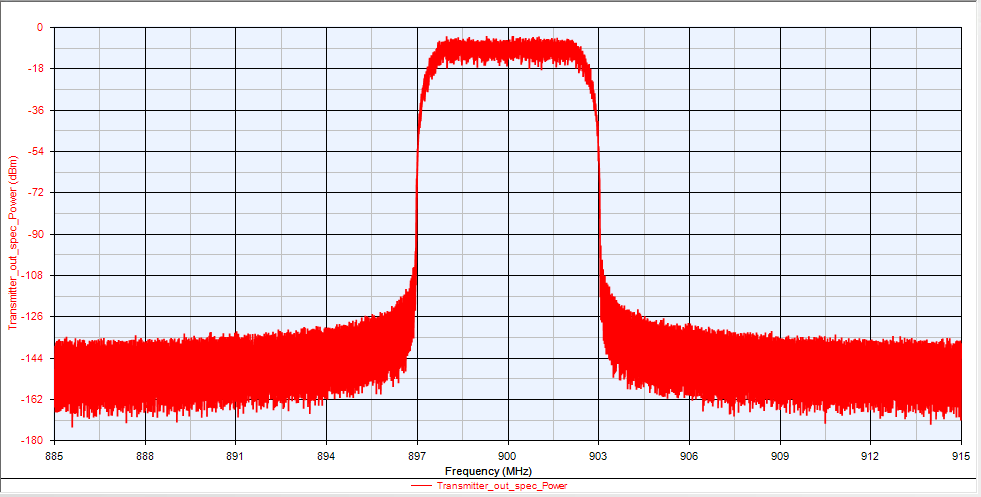 Transmitter_out_spec_Power (dBm)
0
-18
-36
-54
-72
-90
-108
-126
-144
-162
-180
885 888 891 894 897 900 903 906 909 912 915
Frequency (MHz)
Transmitter_out_spec_Power